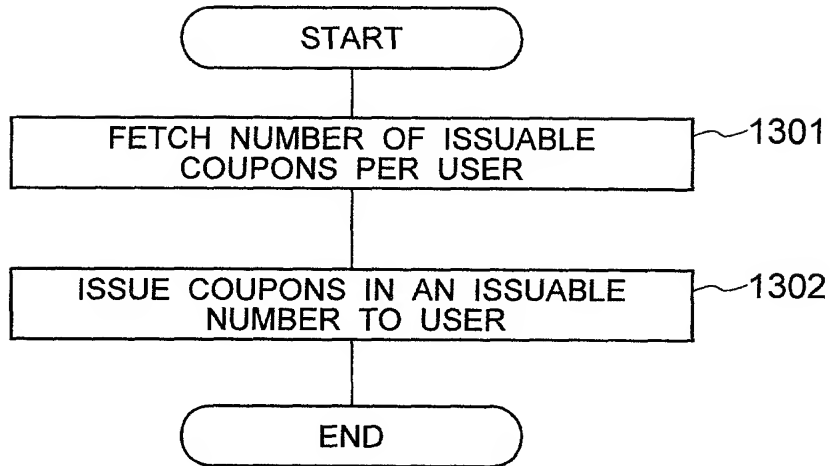 START
FETCH NUMBER OF ISSUABLE
COUPONS PER USER
1301
ISSUE COUPONS IN AN ISSUABLE
NUMBER TO USER
1302
END